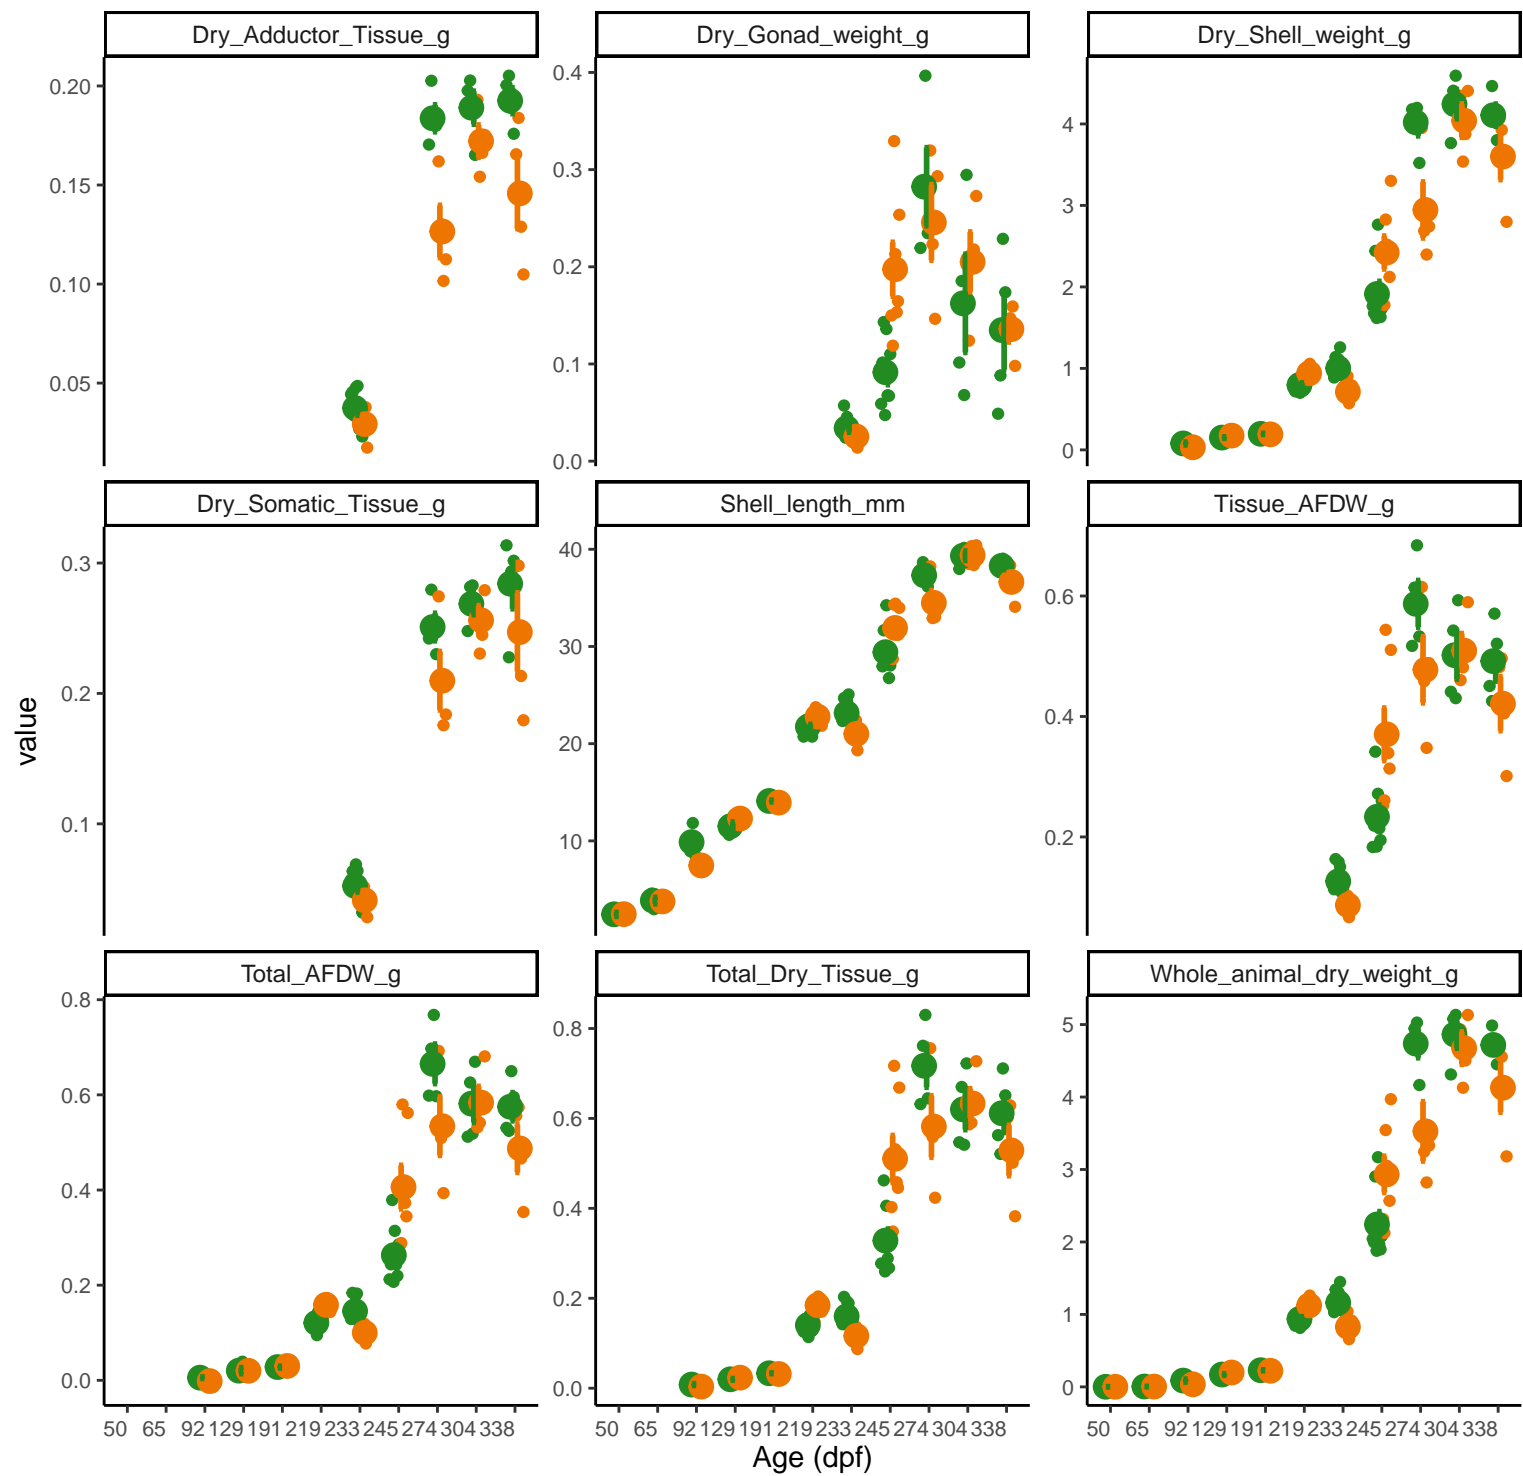 Dry_Adductor_Tissue_g
Dry_Gonad_weight_g
Dry_Shell_weight_g
0.20
0.15
0.10
0.05
0.4
0.3
0.2
0.1
0.0
4
3
2
1
0
Dry_Somatic_Tissue_g
Shell_length_mm
Tissue_AFDW_g
0.3
0.2
0.1
40
30
20
10
0.6
0.4
0.2
value
Total_AFDW_g
Total_Dry_Tissue_g
Whole_animal_dry_weight_g
0.8
0.6
0.4
0.2
0.0
0.8
0.6
0.4
0.2
0.0
5
4
3
2
1
0
50 65 92 129 191 219 233 245 274 304 338
50 65 92 129 191 219 233 245 274 304 338
50 65 92 129 191 219 233 245 274 304 338
Age (dpf)